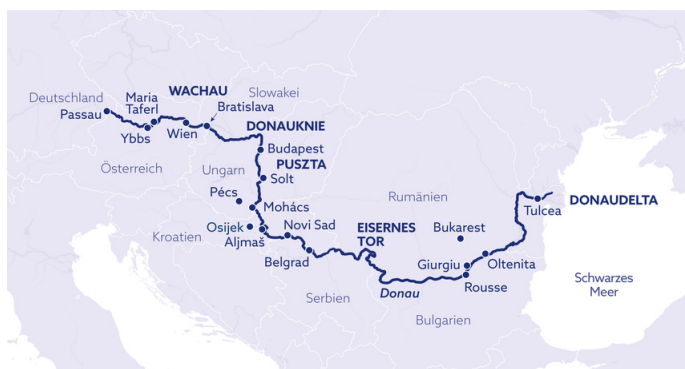 WACHAU
Slowakei
Deutschland
Maria
Taferl
Bratislava
Passau
DONAUKNIE
Ybbs
Wien
Budapest
PUSZTA
Österreich
Ungarn
Solt
Pécs
Rumänien
DONAUDELTA
Mohács
Tulcea
Osijek
Novi Sad
EISERNES
TOR
Bukarest
Kroatien
Aljmaš
Belgrad
Giurgiu
Oltenita
Schwarzes
Meer
Rousse
Serbien
Donau
Bulgarien